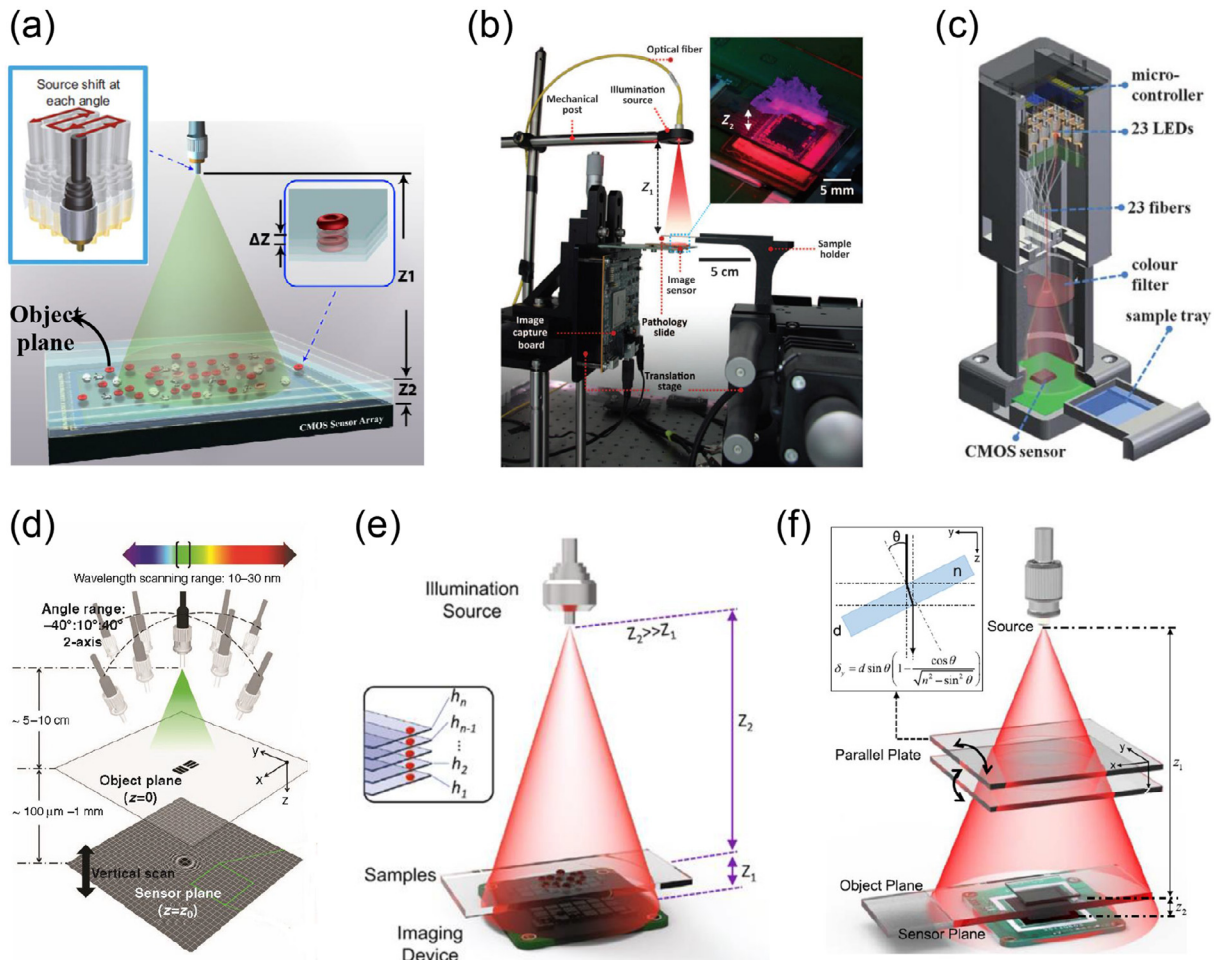 (a)
Source shift at
each angle
ΔZ
Z1
Object
plane
Z2
CMOS Sensor Array
(b)
Optical fiber
Illumination
source
Mechanical
post
Z2
5 mm
Z1
Sample
holder
5 cm
Image
sensor
Pathology
slide
Image
capture
board
Translation
stage
(c)
micro-
controller
23 LEDs
23 fibers
colour
filter
sample tray
CMOS sensor
(d)
Wavelength scanning range: 10–30 nm
Angle range:
–40°:10°:40°
2-axis
~ 5–10 cm
y
x
z
Object plane
(z=0)
~ 100 μm –1 mm
Vertical scan
Sensor plane
(z=z0)
(e)
Illumination
Source
Z2>>Z1
hn
hn-1
⋮
h2
h1
Z2
Samples
Z1
Imaging
Device
(f)
θ
y
z
n
d
δy = d sin θ (1 − cos θ / √(n² − sin² θ))
Source
Parallel Plate
y
x
z
z1
Object Plane
z2
Sensor Plane